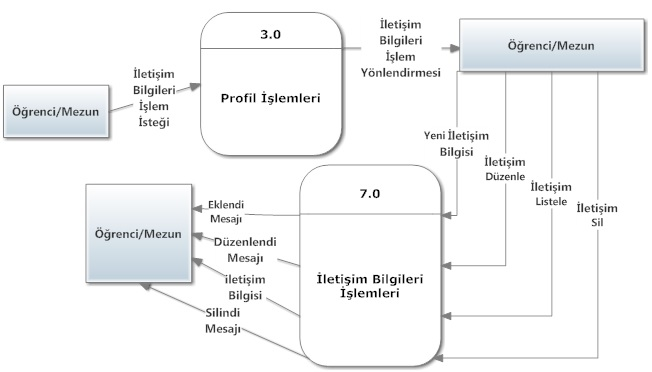 3.0
Profil İşlemleri
Öğrenci/Mezun
İletişim
Bilgileri
İşlem
İsteği
İletişim
Bilgileri
İşlem
Yönlendirmesi
Öğrenci/Mezun
Yeni İletişim
Bilgisi
İletişim
Düzenle
İletişim
Listele
İletişim
Sil
7.0
İletişim Bilgileri
İşlemleri
Eklendi
Mesajı
Düzenlendi
Mesajı
iletişim
Bilgisi
Silindi
Mesajı
Öğrenci/Mezun